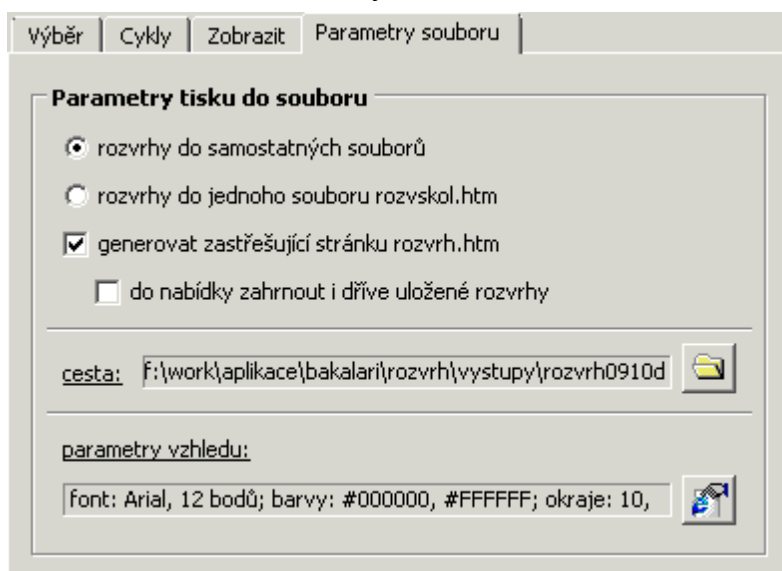 Výběr Cykly Zobrazit Parametry souboru
Parametry tisku do souboru
rozvrhy do samostatných souborů
rozvrhy do jednoho souboru rozvskol.htm
generovat zastřešující stránku rozvrh.htm
do nabídky zahrnout i dříve uložené rozvrhy
cesta: f:\work\aplikace\bakalari\rozvrh\vystupy\rozvrh0910d
parametry vzhledu:
font: Arial, 12 bodů; barvy: #000000, #FFFFFF; okraje: 10,